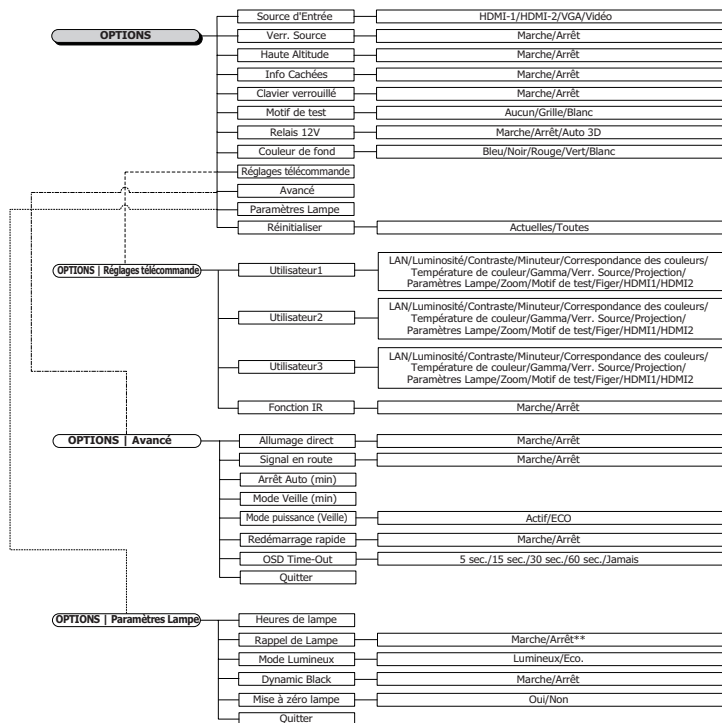 OPTIONS
Source d'Entrée
HDMI-1/HDMI-2/VGA/Vidéo
Verr. Source
Marche/Arrêt
Haute Altitude
Marche/Arrêt
Info Cachées
Marche/Arrêt
Clavier verrouillé
Marche/Arrêt
Motif de test
Aucun/Grille/Blanc
Relais 12V
Marche/Arrêt/Auto 3D
Couleur de fond
Bleu/Noir/Rouge/Vert/Blanc
Réglages télécommande
Avancé
Paramètres Lampe
Réinitialiser
Actuelles/Toutes
OPTIONS | Réglages télécommande
Utilisateur1
LAN/Luminosité/Contraste/Minuteur/Correspondance des couleurs/
Température de couleur/Gamma/Verr. Source/Projection/
Paramètres Lampe/Zoom/Motif de test/Figer/HDMI1/HDMI2
Utilisateur2
LAN/Luminosité/Contraste/Minuteur/Correspondance des couleurs/
Température de couleur/Gamma/Verr. Source/Projection/
Paramètres Lampe/Zoom/Motif de test/Figer/HDMI1/HDMI2
Utilisateur3
LAN/Luminosité/Contraste/Minuteur/Correspondance des couleurs/
Température de couleur/Gamma/Verr. Source/Projection/
Paramètres Lampe/Zoom/Motif de test/Figer/HDMI1/HDMI2
Fonction IR
Marche/Arrêt
OPTIONS | Avancé
Allumage direct
Marche/Arrêt
Signal en route
Marche/Arrêt
Arrêt Auto (min)
Mode Veille (min)
Mode puissance (Veille)
Actif/ECO
Redémarrage rapide
Marche/Arrêt
OSD Time-Out
5 sec./15 sec./30 sec./60 sec./Jamais
Quitter
OPTIONS | Paramètres Lampe
Heures de lampe
Rappel de Lampe
Marche/Arrêt**
Mode Lumineux
Lumineux/Eco.
Dynamic Black
Marche/Arrêt
Mise à zéro lampe
Oui/Non
Quitter